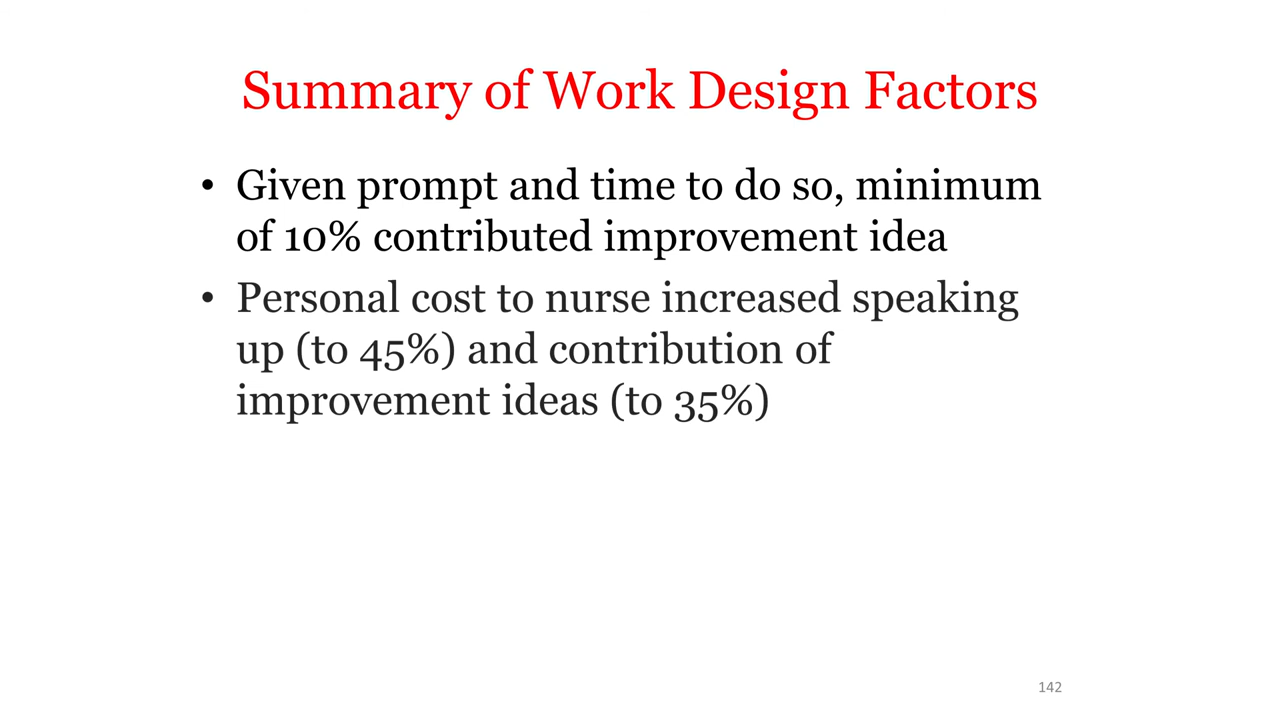 Summary of Work Design Factors
• Given prompt and time to do so, minimum
of 10% contributed improvement idea
• Personal cost to nurse increased speaking
up (to 45%) and contribution of
improvement ideas (to 35%)
142